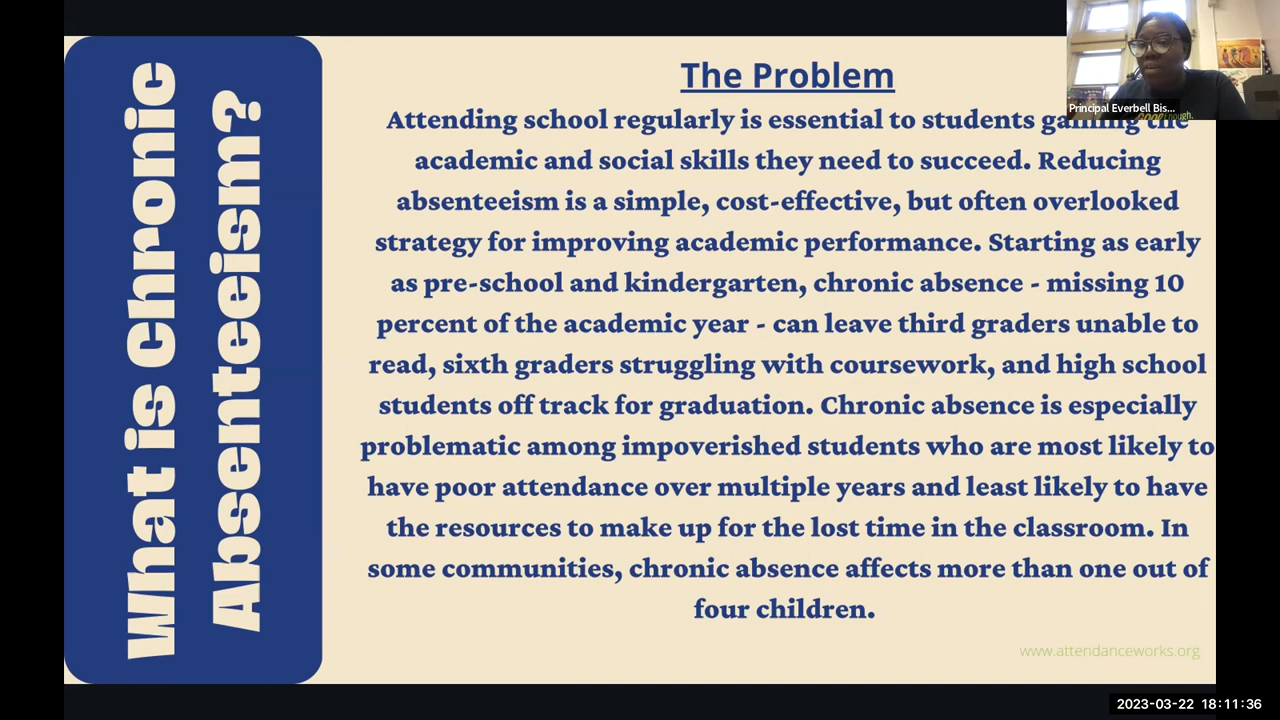 What is Chronic
Absenteeism?
The Problem
Attending school regularly is essential to students gaining the
academic and social skills they need to succeed. Reducing
absenteeism is a simple, cost-effective, but often overlooked
strategy for improving academic performance. Starting as early
as pre-school and kindergarten, chronic absence - missing 10
percent of the academic year - can leave third graders unable to
read, sixth graders struggling with coursework, and high school
students off track for graduation. Chronic absence is especially
problematic among impoverished students who are most likely to
have poor attendance over multiple years and least likely to have
the resources to make up for the lost time in the classroom. In
some communities, chronic absence affects more than one out of
four children.
www.attendanceworks.org
Principal Everbell Bis...
Enough.
2023-03-22 18:11:36